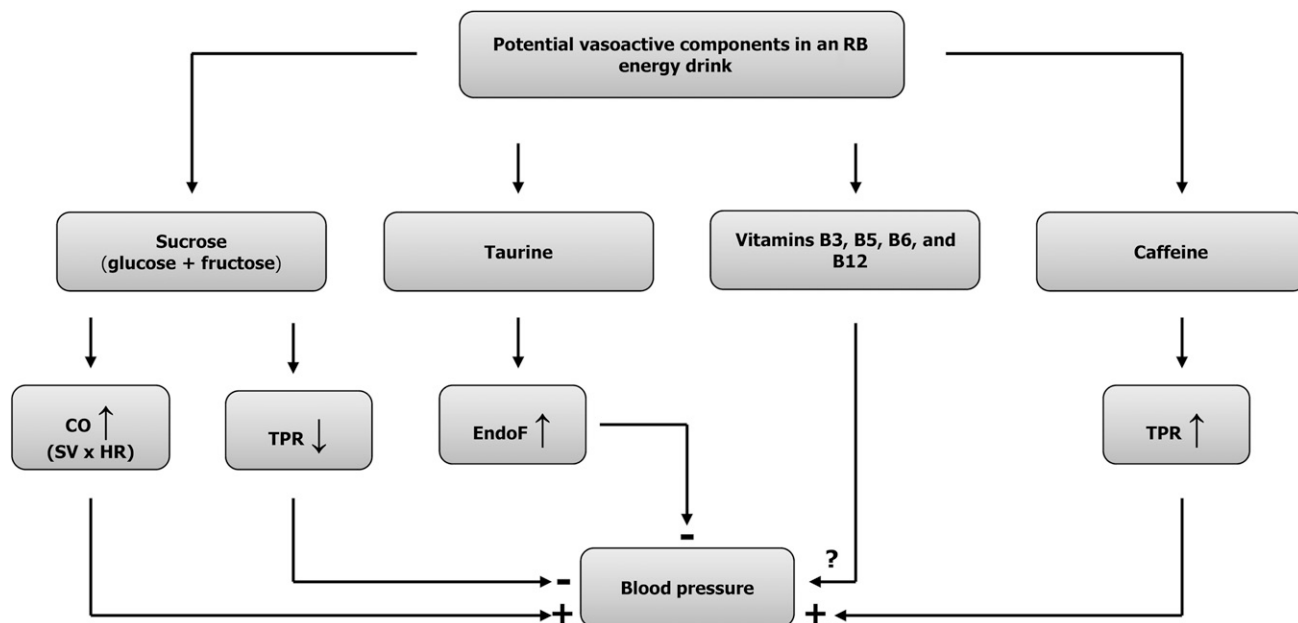 Potential vasoactive components in an RB
energy drink
Sucrose
(glucose + fructose)
Taurine
Vitamins B3, B5, B6, and
B12
Caffeine
CO ↑
(SV x HR)
TPR ↓
EndoF ↑
TPR ↑
-
?
-
Blood pressure
+
+